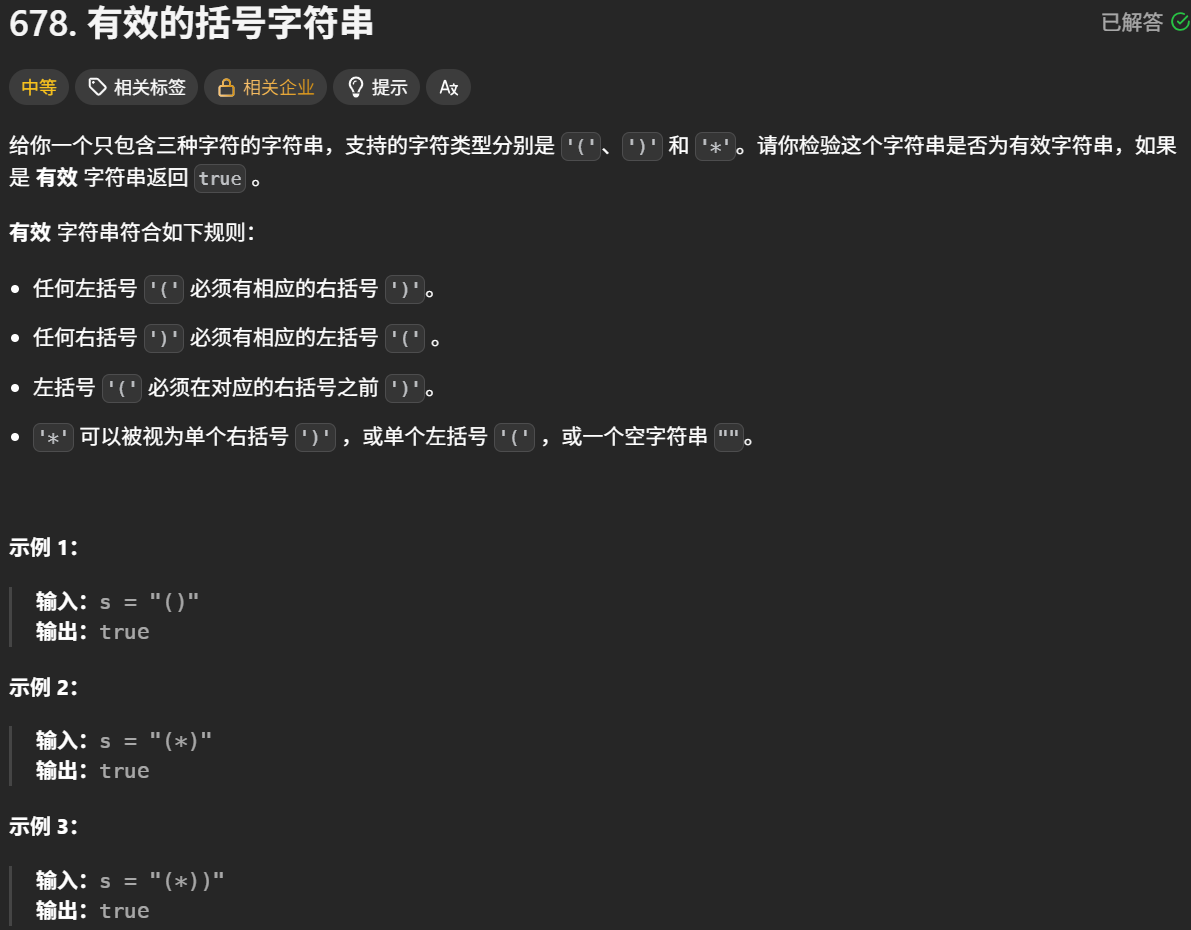 678. 有效的括号字符串
已解答
中等 相关标签 相关企业 提示 Aあ
给你一个只包含三种字符的字符串，支持的字符类型分别是 '('、')' 和 '*'。请你检验这个字符串是否为有效字符串，如果
是 有效 字符串返回 true 。
有效 字符串符合如下规则：
任何左括号 '(' 必须有相应的右括号 ')'。
任何右括号 ')' 必须有相应的左括号 '(' 。
左括号 '(' 必须在对应的右括号之前 ')'。
'*' 可以被视为单个右括号 ')' ，或单个左括号 '(' ，或一个空字符串 ""。
示例 1：
输入：s = "()"
输出：true
示例 2：
输入：s = "(*)"
输出：true
示例 3：
输入：s = "(*))"
输出：true